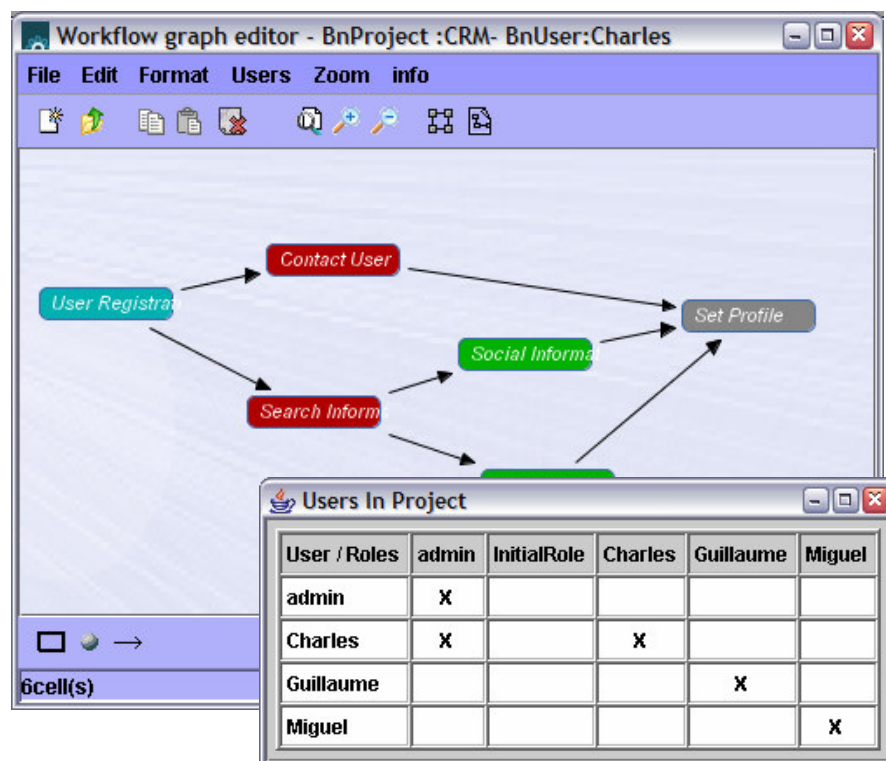 Workflow graph editor - BnProject :CRM- BnUser:Charles
File Edit Format Users Zoom info
Contact User
User Registrat
Set Profile
Social Informat
Search Inform
Users In Project
User / Roles admin InitialRole Charles Guillaume Miguel
admin X
Charles X X
Guillaume X
Miguel X
6cell(s)